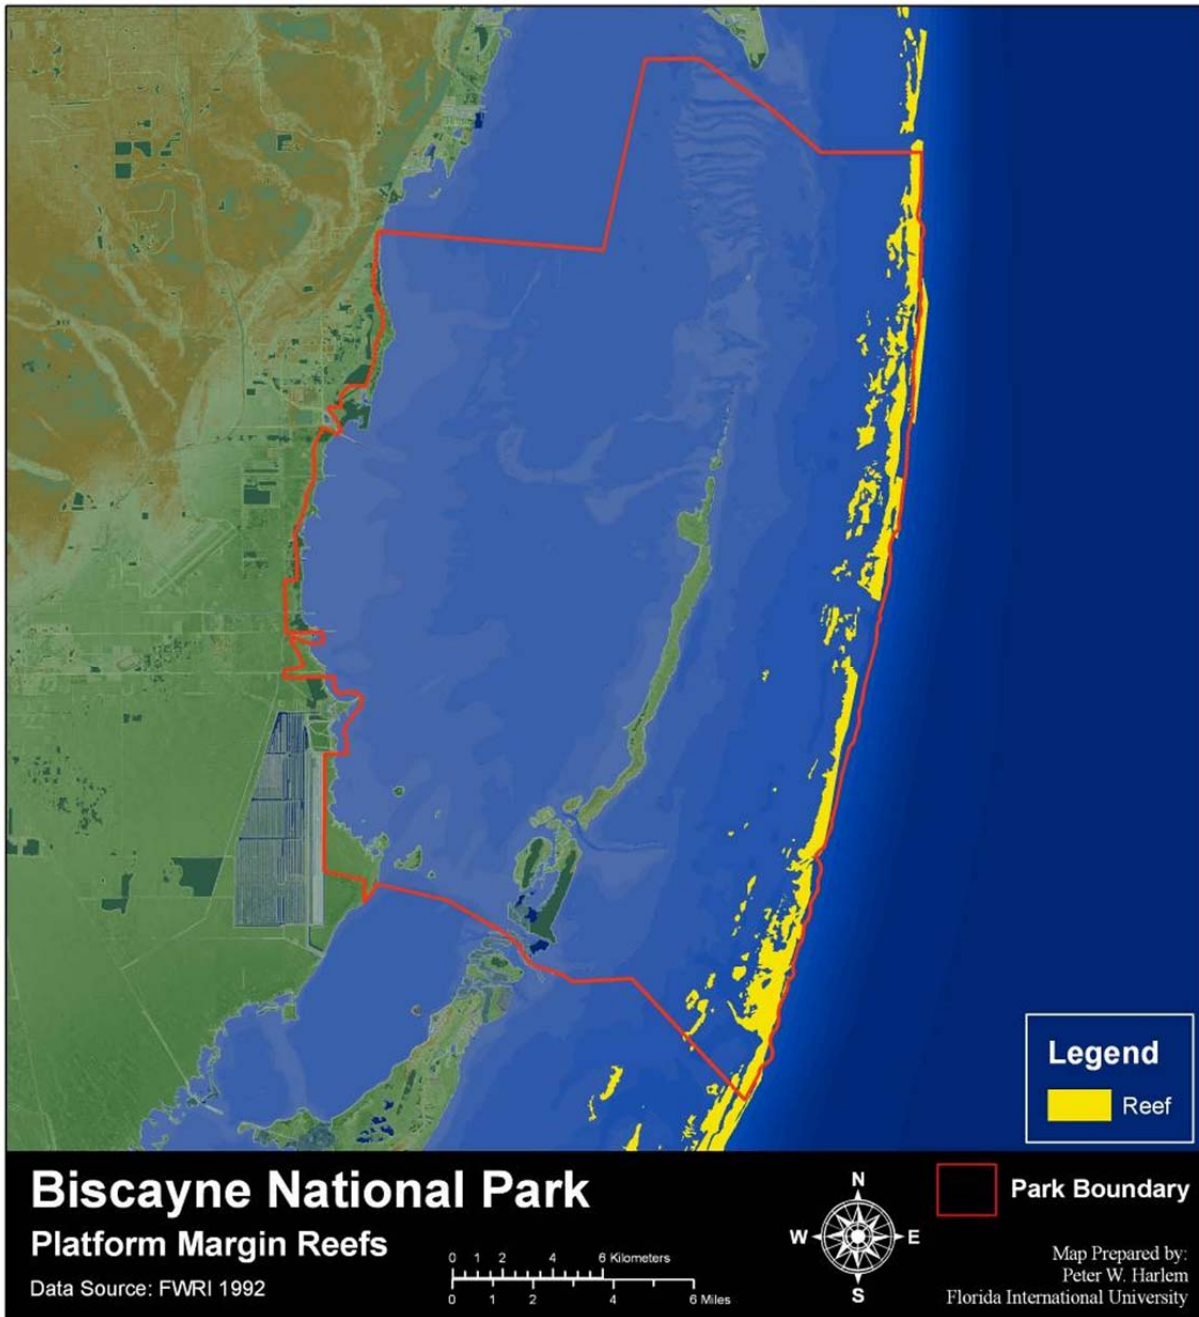 Legend
Reef
Biscayne National Park
Platform Margin Reefs
Data Source: FWRI 1992
0 1 2 4 6 Kilometers
0 1 2 4 6 Miles
N
W E
S
Park Boundary
Map Prepared by:
Peter W. Harlem
Florida International University